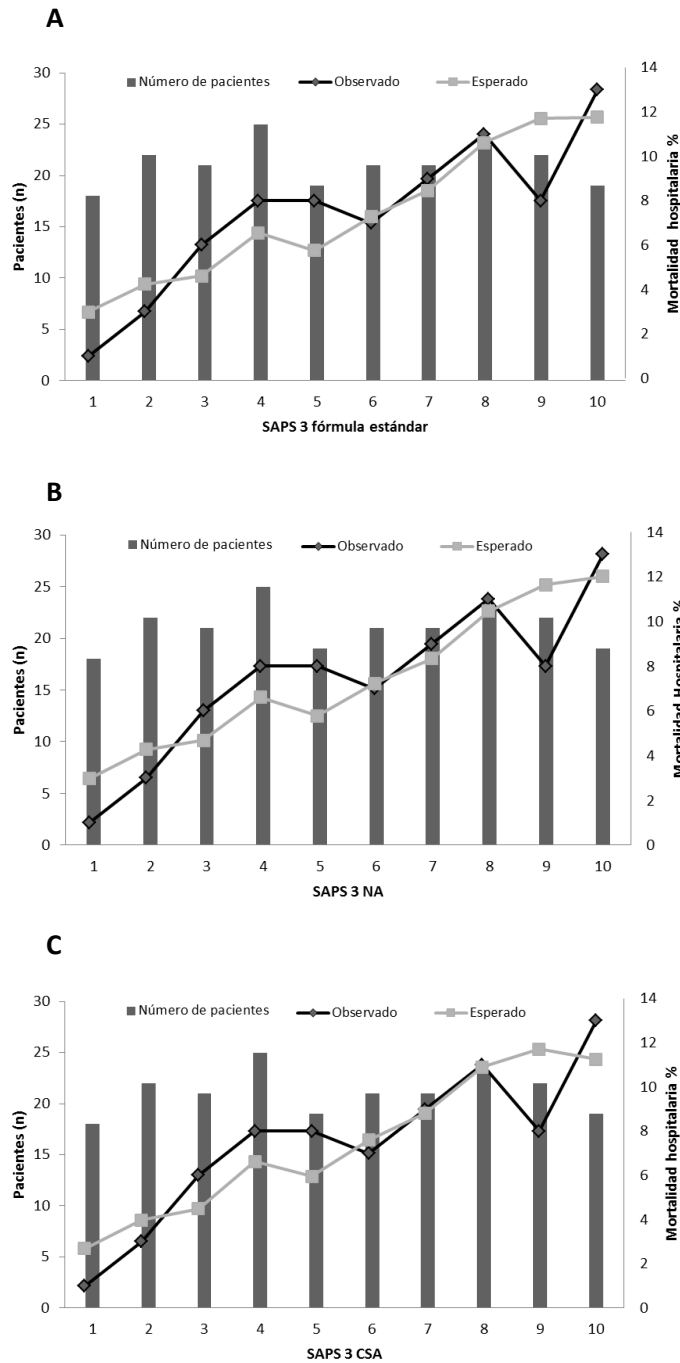 A
Número de pacientes Observado Esperado
Pacientes (n)
30
25
20
15
10
5
0
14
12
10
8
6
4
2
0
Mortalidad hospitalaria %
1 2 3 4 5 6 7 8 9 10
SAPS 3 fórmula estándar
B
Número de pacientes Observado Esperado
Pacientes (n)
30
25
20
15
10
5
0
14
12
10
8
6
4
2
0
Mortalidad Hospitalaria %
1 2 3 4 5 6 7 8 9 10
SAPS 3 NA
C
Número de pacientes Observado Esperado
Pacientes (n)
30
25
20
15
10
5
0
14
12
10
8
6
4
2
0
Mortalidad hospitalaria %
1 2 3 4 5 6 7 8 9 10
SAPS 3 CSA